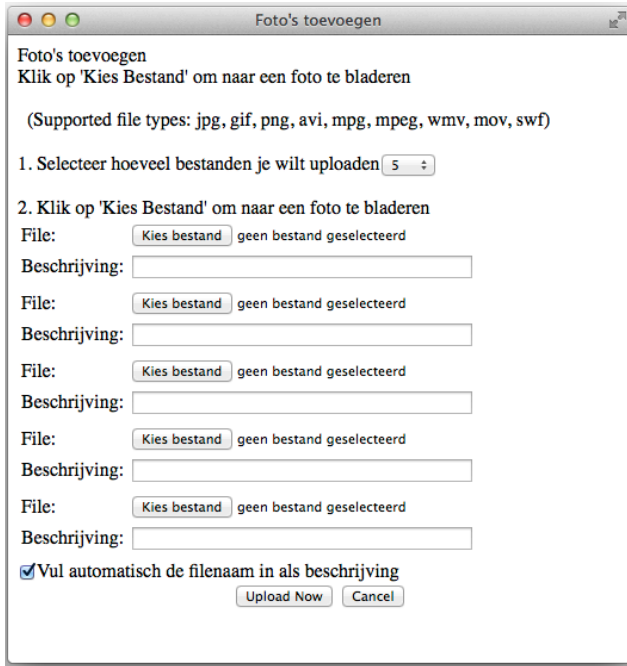 Foto's toevoegen
Foto's toevoegen
Klik op 'Kies Bestand' om naar een foto te bladeren
(Supported file types: jpg, gif, png, avi, mpg, mpeg, wmv, mov, swf)
1. Selecteer hoeveel bestanden je wilt uploaden 5
2. Klik op 'Kies Bestand' om naar een foto te bladeren
File: Kies bestand geen bestand geselecteerd
Beschrijving:
File: Kies bestand geen bestand geselecteerd
Beschrijving:
File: Kies bestand geen bestand geselecteerd
Beschrijving:
File: Kies bestand geen bestand geselecteerd
Beschrijving:
File: Kies bestand geen bestand geselecteerd
Beschrijving:
Vul automatisch de filenaam in als beschrijving
Upload Now Cancel